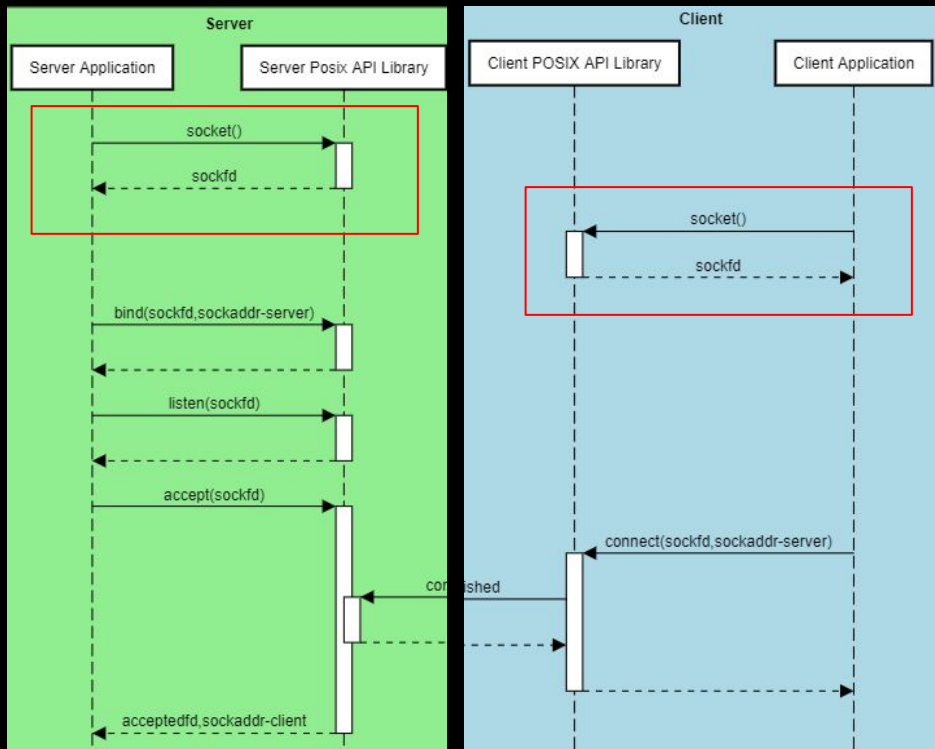 Server
Server Application
Server Posix API Library
socket()
sockfd
bind(sockfd,sockaddr-server)
listen(sockfd)
accept(sockfd)
acceptedfd,sockaddr-client
Client
Client POSIX API Library
Client Application
socket()
sockfd
connect(sockfd,sockaddr-server)